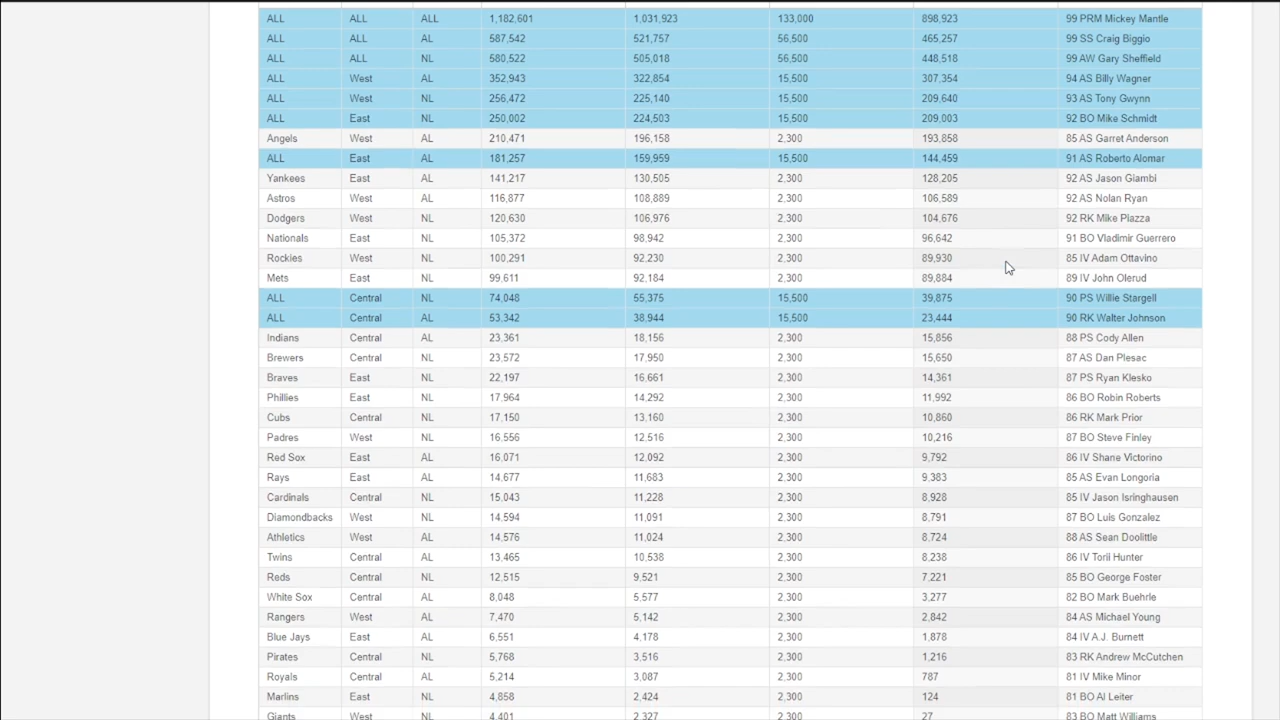 ALL ALL ALL 1,182,601 1,031,923 133,000 898,923 99 PRM Mickey Mantle
ALL ALL AL 587,542 521,757 56,500 465,257 99 SS Craig Biggio
ALL ALL NL 580,522 505,018 56,500 448,518 99 AW Gary Sheffield
ALL West AL 352,943 322,854 15,500 307,354 94 AS Billy Wagner
ALL West NL 256,472 225,140 15,500 209,640 93 AS Tony Gwynn
ALL East NL 250,002 224,503 15,500 209,003 92 BO Mike Schmidt
Angels West AL 210,471 196,158 2,300 193,858 85 AS Garret Anderson
ALL East AL 181,257 159,959 15,500 144,459 91 AS Roberto Alomar
Yankees East AL 141,217 130,505 2,300 128,205 92 AS Jason Giambi
Astros West AL 116,877 108,889 2,300 106,589 92 AS Nolan Ryan
Dodgers West NL 120,630 106,976 2,300 104,676 92 RK Mike Piazza
Nationals East NL 105,372 98,942 2,300 96,642 91 BO Vladimir Guerrero
Rockies West NL 100,291 92,230 2,300 89,930 85 IV Adam Ottavino
Mets East NL 99,611 92,184 2,300 89,884 89 IV John Olerud
ALL Central NL 74,048 55,375 15,500 39,875 90 PS Willie Stargell
ALL Central AL 53,342 38,944 15,500 23,444 90 RK Walter Johnson
Indians Central AL 23,361 18,156 2,300 15,856 88 PS Cody Allen
Brewers Central NL 23,572 17,950 2,300 15,650 87 AS Dan Plesac
Braves East NL 22,197 16,661 2,300 14,361 87 PS Ryan Klesko
Phillies East NL 17,964 14,292 2,300 11,992 86 BO Robin Roberts
Cubs Central NL 17,150 13,160 2,300 10,860 86 RK Mark Prior
Padres West NL 16,556 12,516 2,300 10,216 87 BO Steve Finley
Red Sox East AL 16,071 12,092 2,300 9,792 86 IV Shane Victorino
Rays East AL 14,677 11,683 2,300 9,383 85 AS Evan Longoria
Cardinals Central NL 15,043 11,228 2,300 8,928 85 IV Jason Isringhausen
Diamondbacks West NL 14,594 11,091 2,300 8,791 87 BO Luis Gonzalez
Athletics West AL 14,576 11,024 2,300 8,724 88 AS Sean Doolittle
Twins Central AL 13,465 10,538 2,300 8,238 86 IV Torii Hunter
Reds Central NL 12,515 9,521 2,300 7,221 85 BO George Foster
White Sox Central AL 8,048 5,577 2,300 3,277 82 BO Mark Buehrle
Rangers West AL 7,470 5,142 2,300 2,842 84 AS Michael Young
Blue Jays East AL 6,551 4,178 2,300 1,878 84 IV A.J. Burnett
Pirates Central NL 5,768 3,516 2,300 1,216 83 RK Andrew McCutchen
Royals Central AL 5,214 3,087 2,300 787 81 IV Mike Minor
Marlins East NL 4,858 2,424 2,300 124 81 BO Al Leiter
Giants West NL 4,401 2,327 2,300 27 83 BO Matt Williams